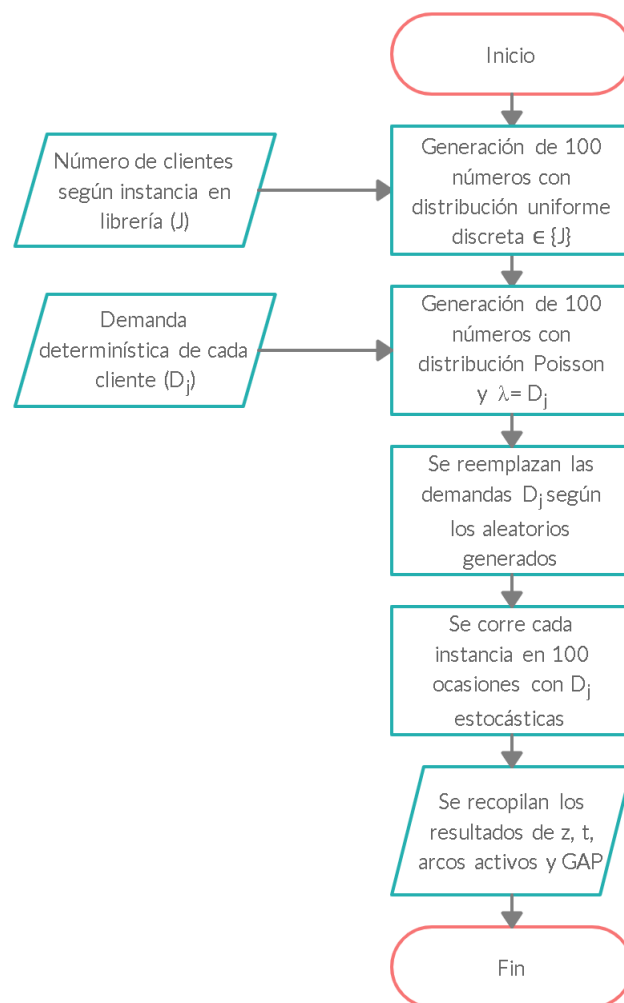 Inicio
Número de clientes
según instancia en
librería (J)
Generación de 100
números con
distribución uniforme
discreta ∈ {J}
Demanda
determinística de cada
cliente (Dj)
Generación de 100
números con
distribución Poisson
y λ= Dj
Se reemplazan las
demandas Dj según
los aleatorios
generados
Se corre cada
instancia en 100
ocasiones con Dj
estocásticas
Se recopilan los
resultados de z, t,
arcos activos y GAP
Fin